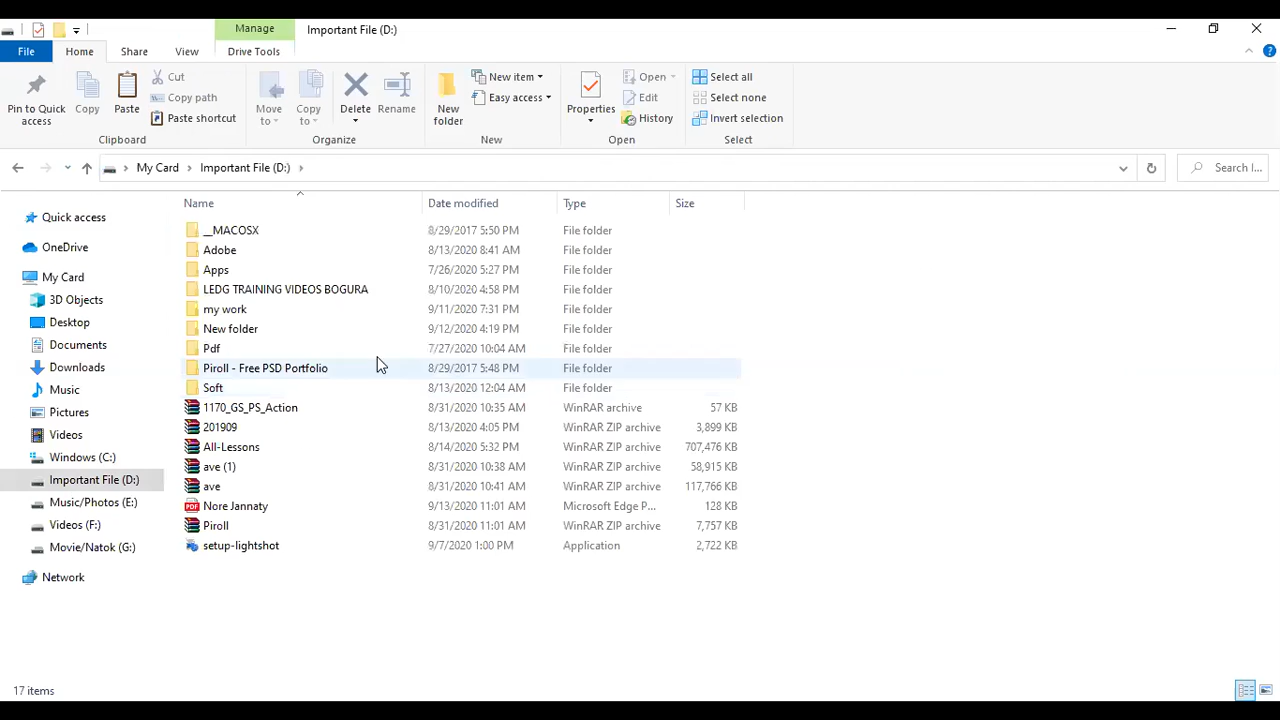 Manage
Important File (D:)
File
Home
Share
View
Drive Tools
Pin to Quick access
Copy
Paste
Cut
Copy path
Paste shortcut
Clipboard
Move to
Copy to
Delete
Rename
Organize
New folder
New item
Easy access
New
Properties
Open
Edit
History
Open
Select all
Select none
Invert selection
Select
My Card
Important File (D:)
Search I...
Name Date modified Type Size
Quick access
OneDrive
My Card
3D Objects
Desktop
Documents
Downloads
Music
Pictures
Videos
Windows (C:)
Important File (D:)
Music/Photos (E:)
Videos (F:)
Movie/Natok (G:)
Network
__MACOSX 8/29/2017 5:50 PM File folder
Adobe 8/13/2020 8:41 AM File folder
Apps 7/26/2020 5:27 PM File folder
LEDG TRAINING VIDEOS BOGURA 8/10/2020 4:58 PM File folder
my work 9/11/2020 7:31 PM File folder
New folder 9/12/2020 4:19 PM File folder
Pdf 7/27/2020 10:04 AM File folder
Piroll - Free PSD Portfolio 8/29/2017 5:48 PM File folder
Soft 8/13/2020 12:04 AM File folder
1170_GS_PS_Action 8/31/2020 10:35 AM WinRAR archive 57 KB
201909 8/13/2020 4:05 PM WinRAR ZIP archive 3,899 KB
All-Lessons 8/14/2020 5:32 PM WinRAR ZIP archive 707,476 KB
ave (1) 8/31/2020 10:38 AM WinRAR ZIP archive 58,915 KB
ave 8/31/2020 10:41 AM WinRAR ZIP archive 117,766 KB
Nore Jannaty 9/13/2020 11:01 AM Microsoft Edge P... 128 KB
Piroll 8/31/2020 11:01 AM WinRAR ZIP archive 7,757 KB
setup-lightshot 9/7/2020 1:00 PM Application 2,722 KB
17 items